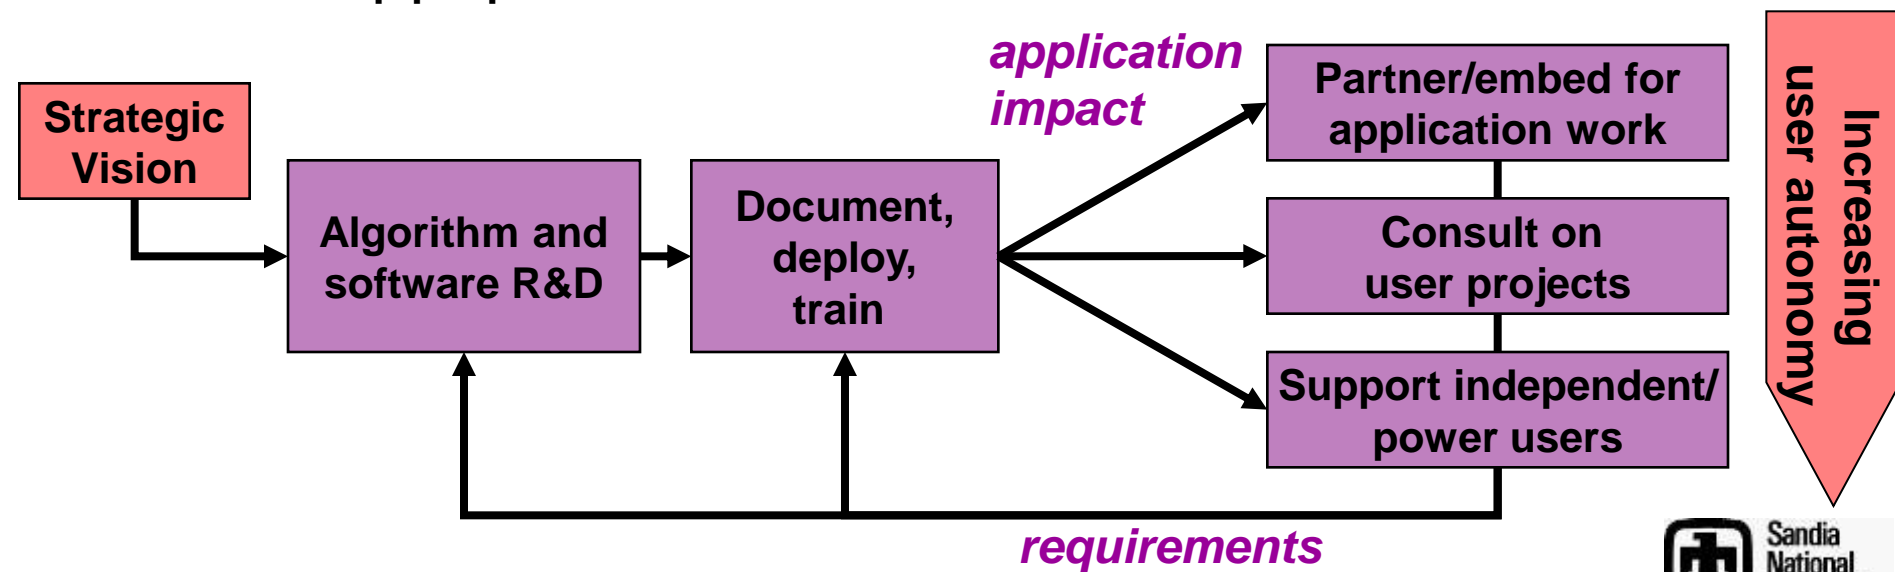 application
impact
Strategic
Vision
Algorithm and
software R&D
Document,
deploy,
train
Partner/embed for
application work
Consult on
user projects
Support independent/
power users
Increasing
user autonomy
requirements
Sandia
National